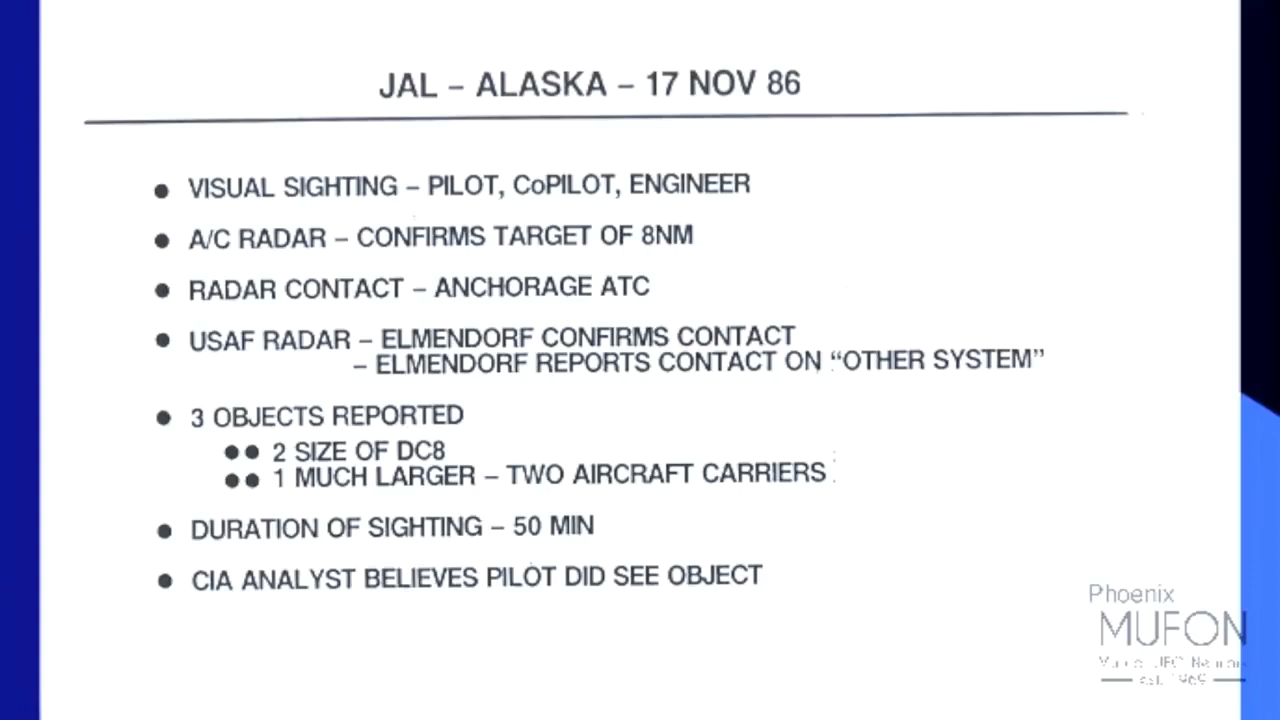 JAL – ALASKA – 17 NOV 86
● VISUAL SIGHTING – PILOT, CoPILOT, ENGINEER
● A/C RADAR – CONFIRMS TARGET OF 8NM
● RADAR CONTACT – ANCHORAGE ATC
● USAF RADAR – ELMENDORF CONFIRMS CONTACT
– ELMENDORF REPORTS CONTACT ON “OTHER SYSTEM”
● 3 OBJECTS REPORTED
●● 2 SIZE OF DC8
●● 1 MUCH LARGER – TWO AIRCRAFT CARRIERS
● DURATION OF SIGHTING – 50 MIN
● CIA ANALYST BELIEVES PILOT DID SEE OBJECT
Phoenix
MUFON
est. 1969